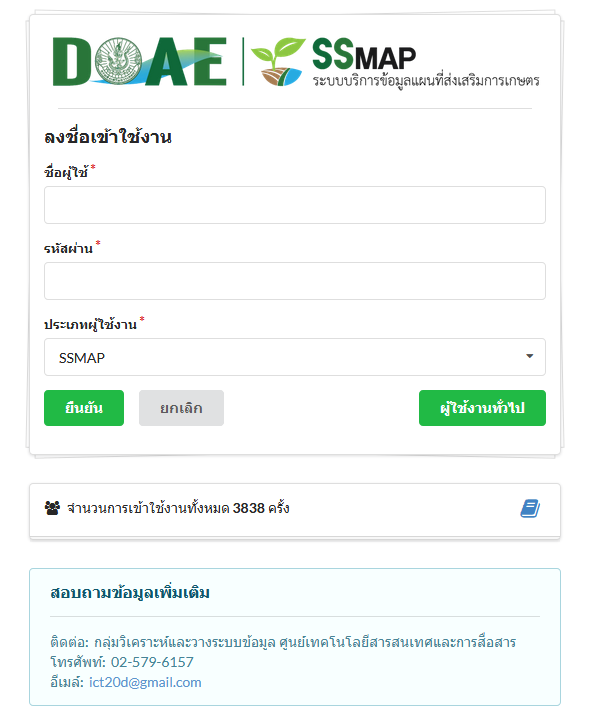 DOAE
SSMAP
ระบบบริการข้อมูลแผนที่ส่งเสริมการเกษตร
ลงชื่อเข้าใช้งาน
ชื่อผู้ใช้ *
รหัสผ่าน *
ประเภทผู้ใช้งาน *
SSMAP
ยืนยัน ยกเลิก ผู้ใช้งานทั่วไป
จำนวนการเข้าใช้งานทั้งหมด 3838 ครั้ง
สอบถามข้อมูลเพิ่มเติม
ติดต่อ: กลุ่มวิเคราะห์และวางระบบข้อมูล ศูนย์เทคโนโลยีสารสนเทศและการสื่อสาร
โทรศัพท์: 02-579-6157
อีเมล์: ict20d@gmail.com